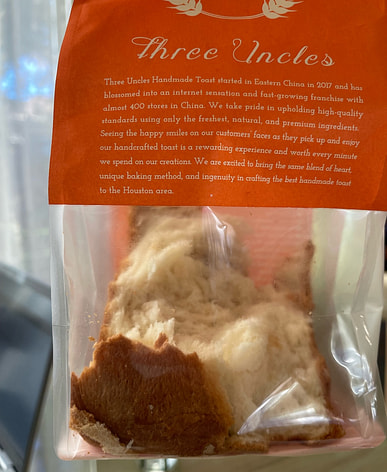 Three Uncles
Three Uncles Handmade Toast started in Eastern China in 2017 and has
blossomed into an internet sensation and fast-growing franchise with
almost 400 stores in China. We take pride in upholding high-quality
standards using only the freshest, natural, and premium ingredients.
Seeing the happy smiles on our customers' faces as they pick up and enjoy
our handcrafted toast is a rewarding experience and worth every minute
we spend on our creations. We are excited to bring the same blend of heart,
unique baking method, and ingenuity in crafting the best handmade toast
to the Houston area.